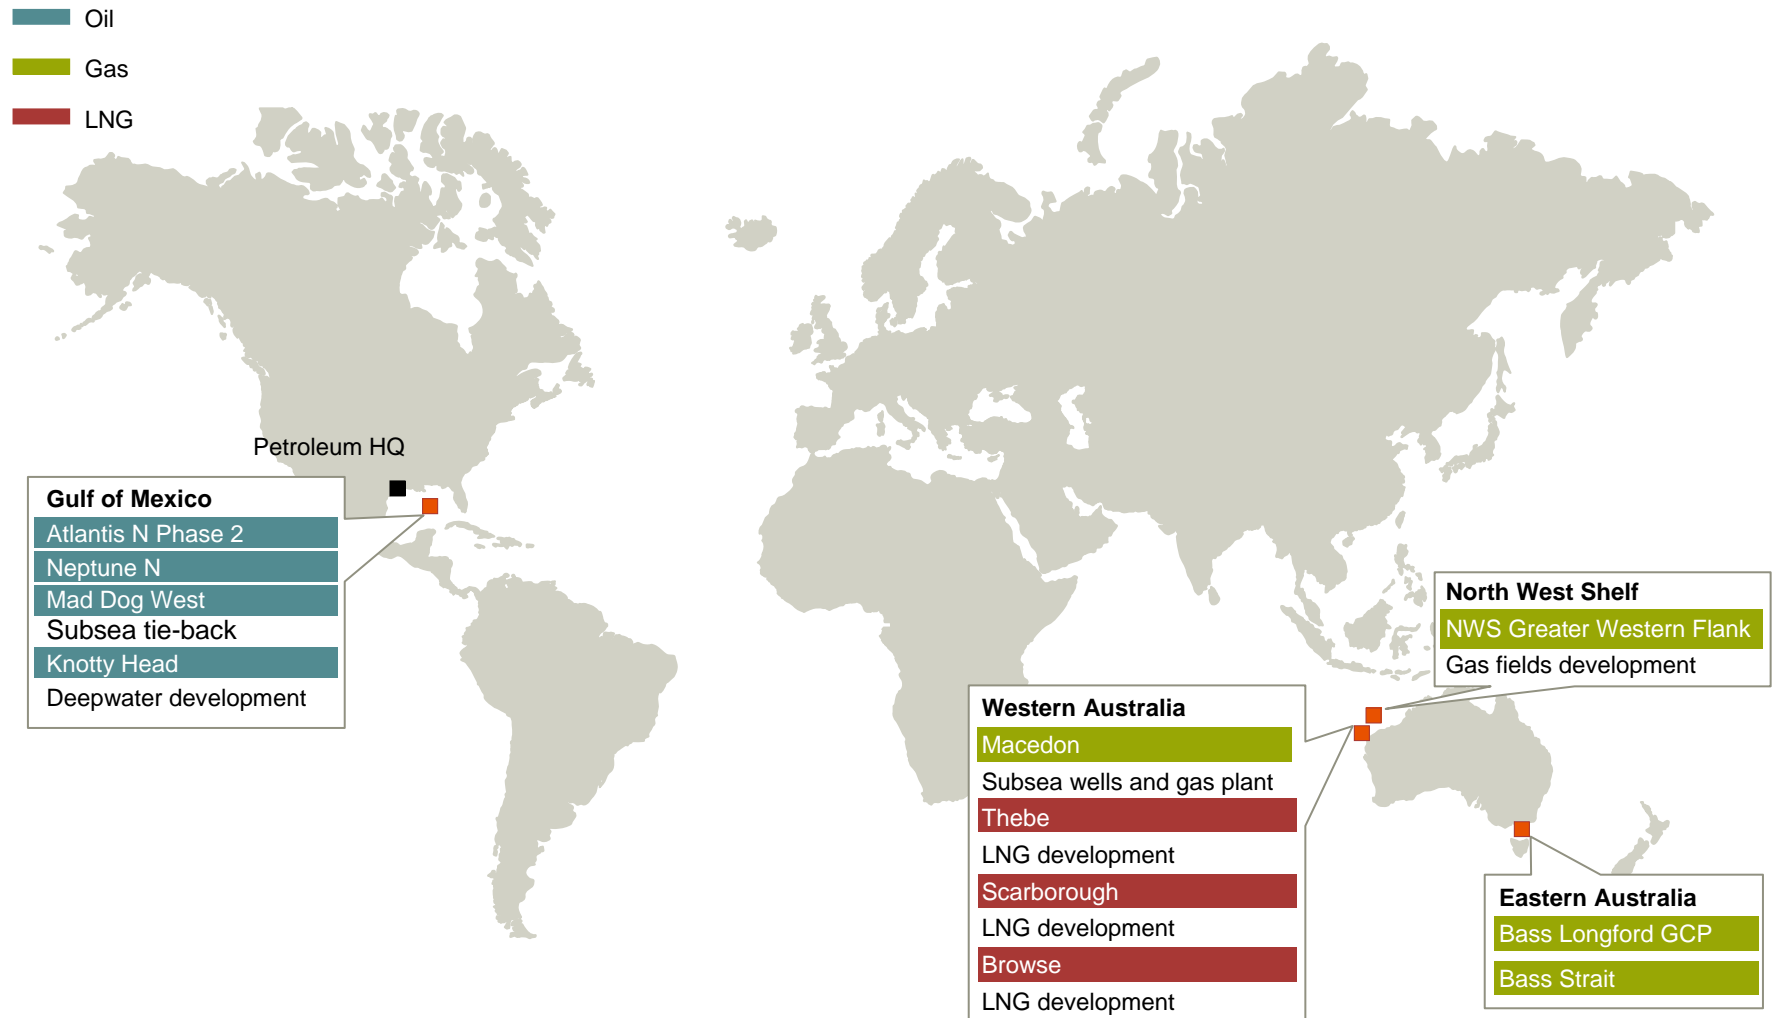 Oil
Gas
LNG
Petroleum HQ
Gulf of Mexico
Atlantis N Phase 2
Neptune N
Mad Dog West
Subsea tie-back
Knotty Head
Deepwater development
North West Shelf
NWS Greater Western Flank
Gas fields development
Western Australia
Macedon
Subsea wells and gas plant
Thebe
LNG development
Scarborough
LNG development
Browse
LNG development
Eastern Australia
Bass Longford GCP
Bass Strait